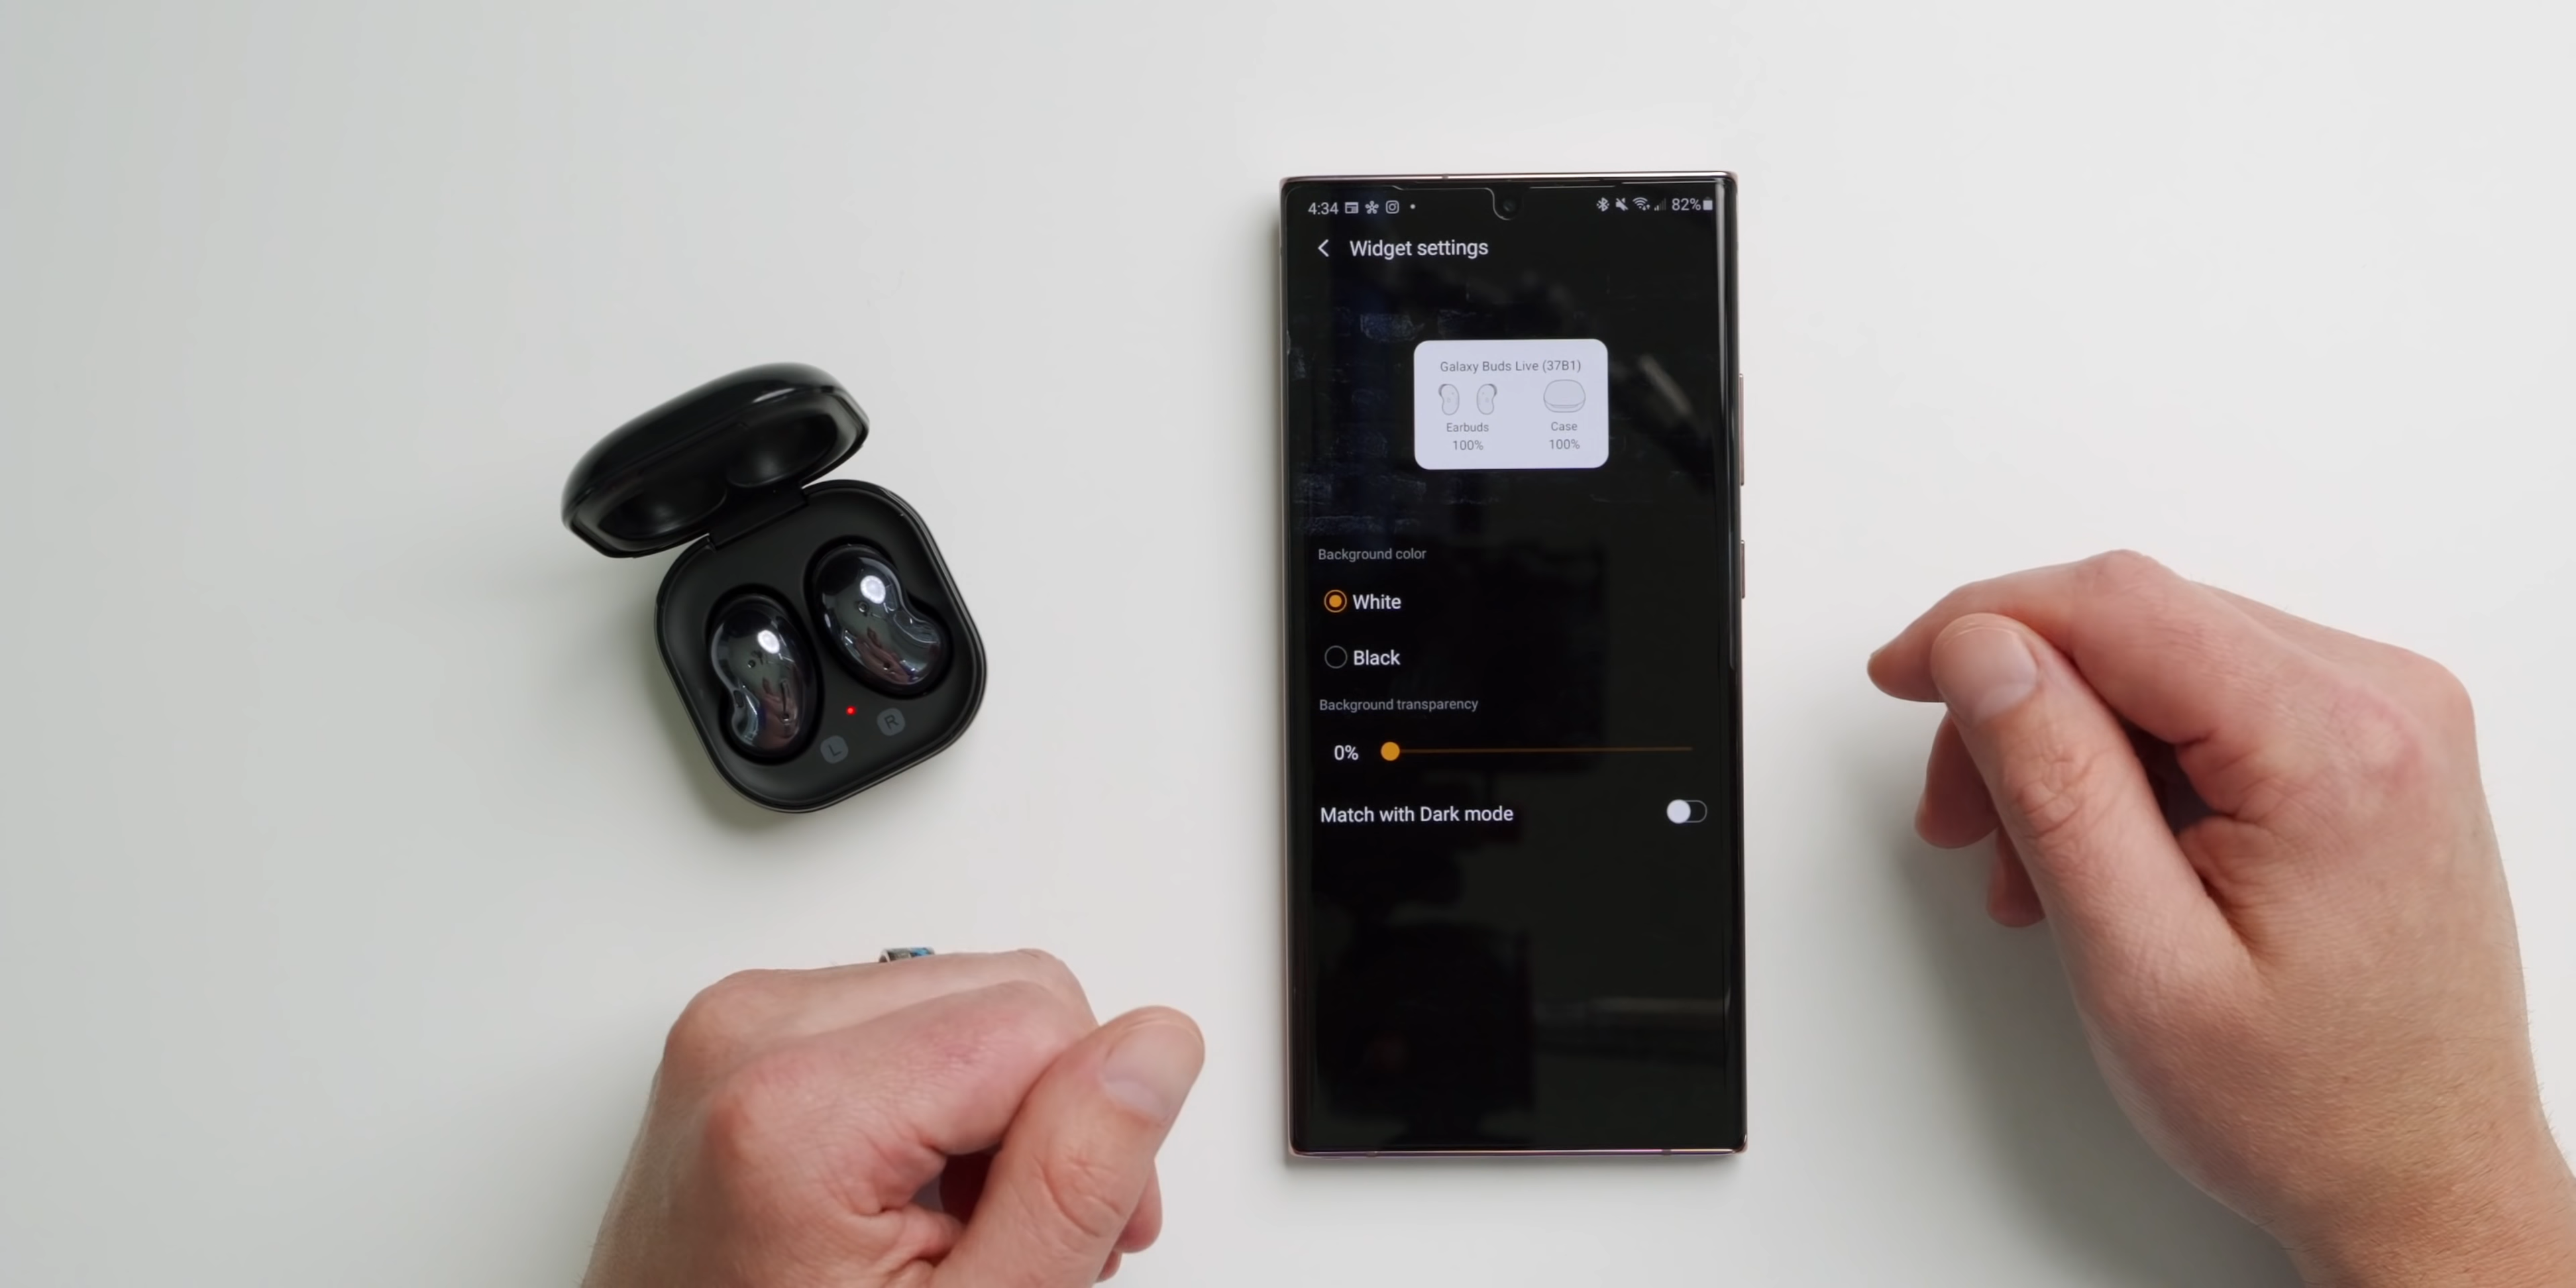 4:34
82%
Widget settings
Galaxy Buds Live (37B1)
Earbuds
Case
100%
100%
Background color
White
Black
Background transparency
0%
Match with Dark mode
L
R